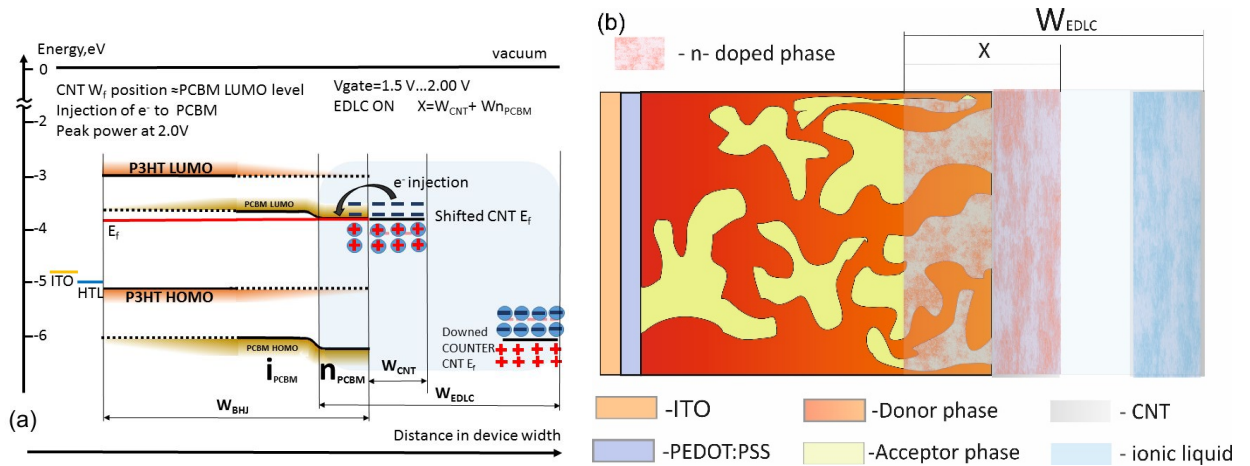 Energy,eV
vacuum
0
CNT Wf position ≈PCBM LUMO level
Injection of e- to PCBM
Peak power at 2.0V
Vgate=1.5 V...2.00 V
EDLC ON X=WCNT+ WnPCBM
-2
P3HT LUMO
-3
e- injection
PCBM LUMO
Shifted CNT Ef
Ef
-4
ITO
HTL
-5
P3HT HOMO
-6
PCBM HOMO
Downed
COUNTER
CNT Ef
iPCBM
nPCBM
WCNT
WEDLC
WBHJ
(a)
Distance in device width
(b)
- n- doped phase
WEDLC
X
-ITO
-Donor phase
- CNT
-PEDOT:PSS
-Acceptor phase
- ionic liquid